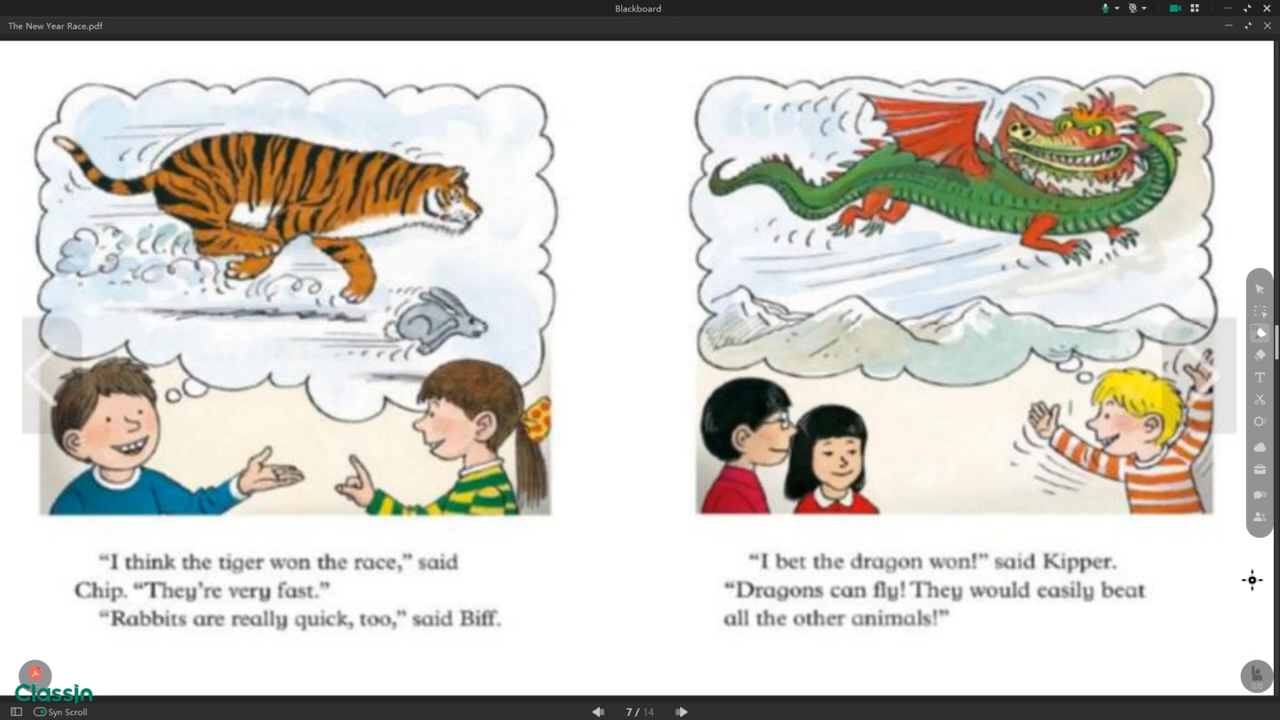 Blackboard
The New Year Race.pdf
“I think the tiger won the race,” said
Chip. “They’re very fast.”
“Rabbits are really quick, too,” said Biff.
“I bet the dragon won!” said Kipper.
“Dragons can fly! They would easily beat
all the other animals!”
ClassIn
0/0
Syn Scroll
7 / 14